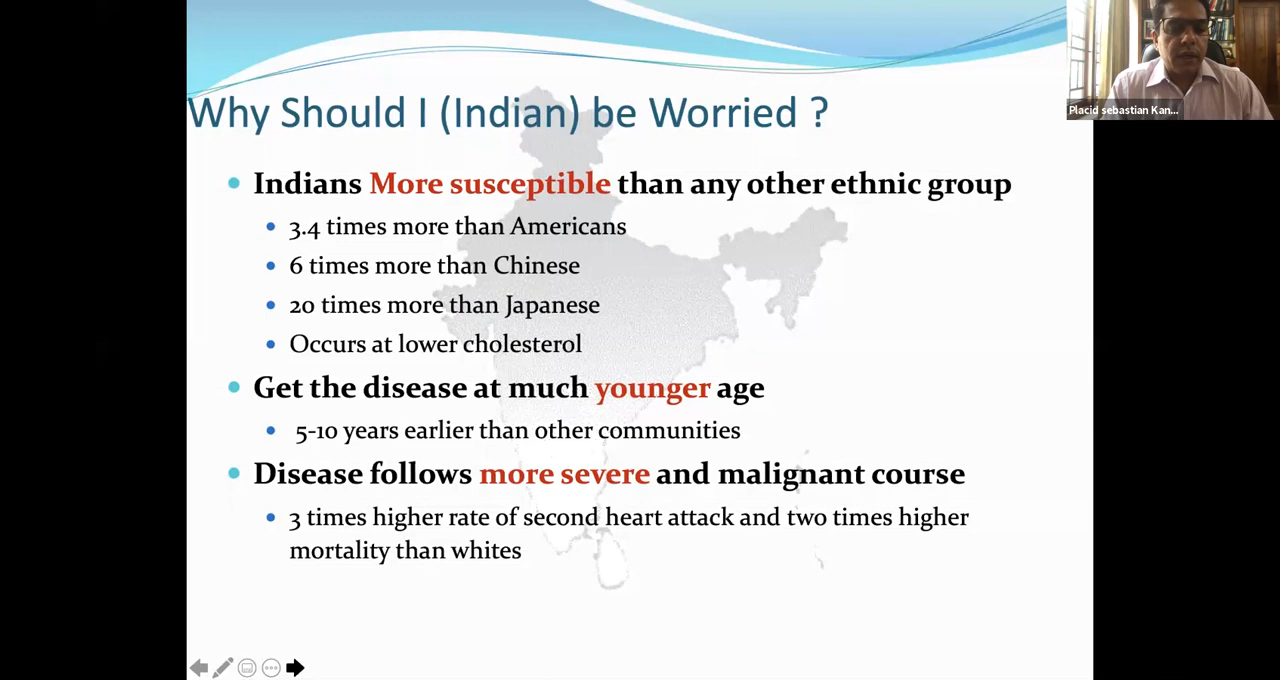 Why Should I (Indian) be Worried ?
Placid sebastian Kan...
Indians More susceptible than any other ethnic group
3.4 times more than Americans
6 times more than Chinese
20 times more than Japanese
Occurs at lower cholesterol
Get the disease at much younger age
5-10 years earlier than other communities
Disease follows more severe and malignant course
3 times higher rate of second heart attack and two times higher
mortality than whites